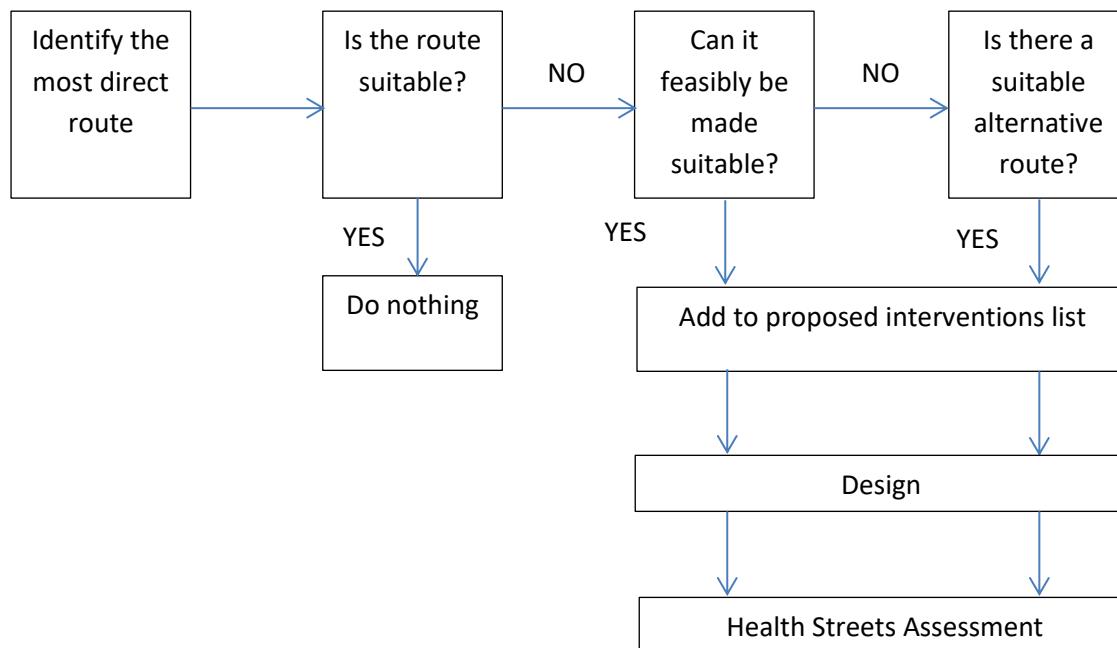 Identify the
most direct
route
Is the route
suitable?
NO
Can it
feasibly be
made
suitable?
NO
Is there a
suitable
alternative
route?
YES
YES
YES
Do nothing
Add to proposed interventions list
Design
Health Streets Assessment